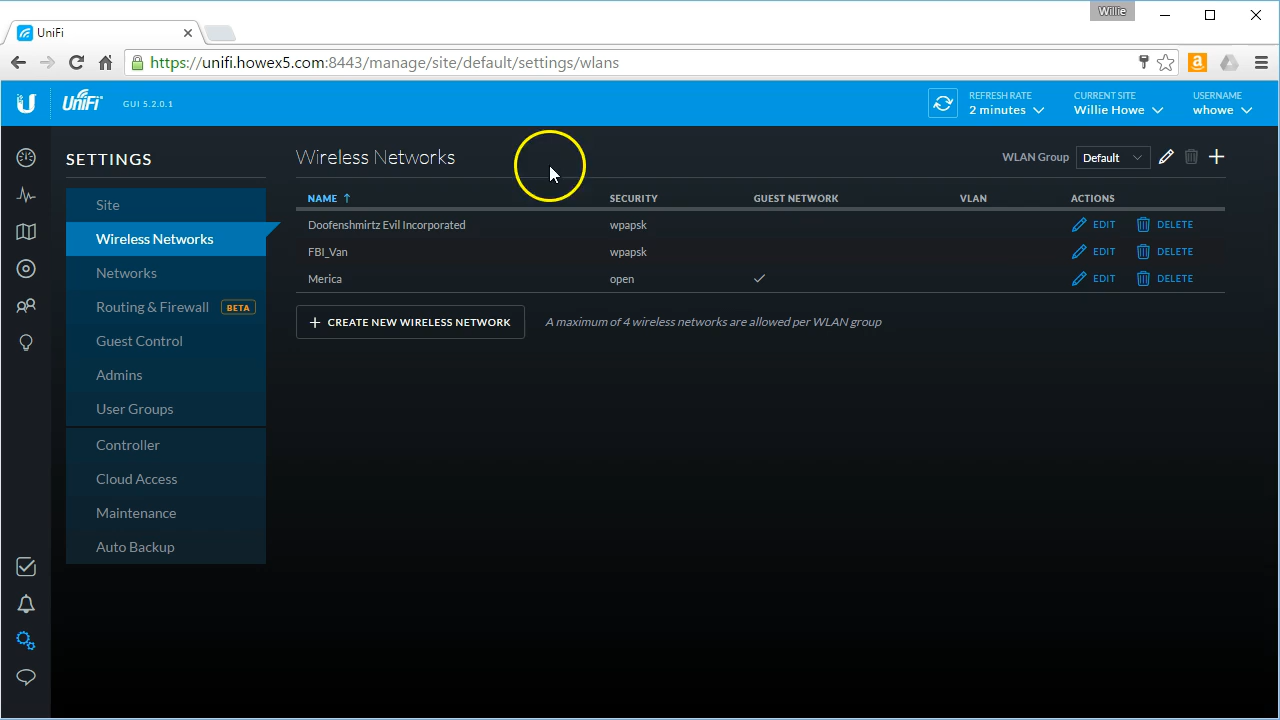 Willie
UniFi
https://unifi.howex5.com:8443/manage/site/default/settings/wlans
UniFi GUI 5.2.0.1
REFRESH RATE
2 minutes
CURRENT SITE
Willie Howe
USERNAME
whowe
SETTINGS
Site
Wireless Networks
Networks
Routing & Firewall BETA
Guest Control
Admins
User Groups
Controller
Cloud Access
Maintenance
Auto Backup
Wireless Networks
WLAN Group Default
NAME SECURITY GUEST NETWORK VLAN ACTIONS
Doofenshmirtz Evil Incorporated wpapsk EDIT DELETE
FBI_Van wpapsk EDIT DELETE
Merica open EDIT DELETE
CREATE NEW WIRELESS NETWORK A maximum of 4 wireless networks are allowed per WLAN group